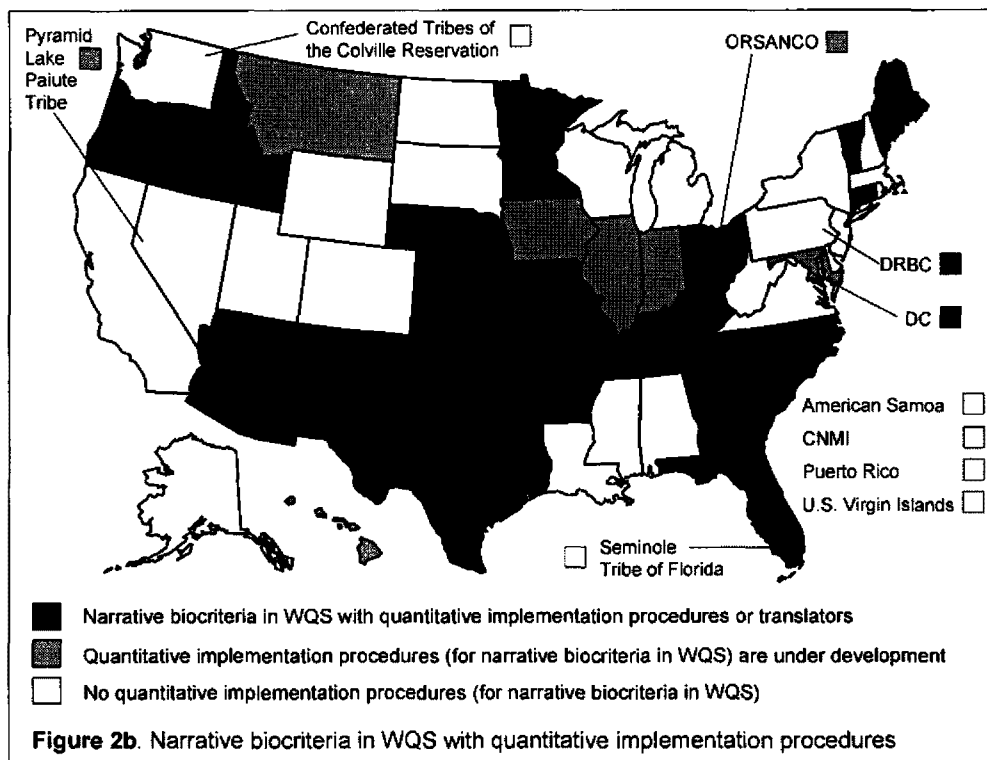 Pyramid
Lake
Paiute
Tribe
Confederated Tribes of
the Colville Reservation
ORSANCO
DRBC
DC
American Samoa
CNMI
Puerto Rico
U.S. Virgin Islands
Seminole
Tribe of Florida
Narrative biocriteria in WQS with quantitative implementation procedures or translators
Quantitative implementation procedures (for narrative biocriteria in WQS) are under development
No quantitative implementation procedures (for narrative biocriteria in WQS)
Figure 2b. Narrative biocriteria in WQS with quantitative implementation procedures